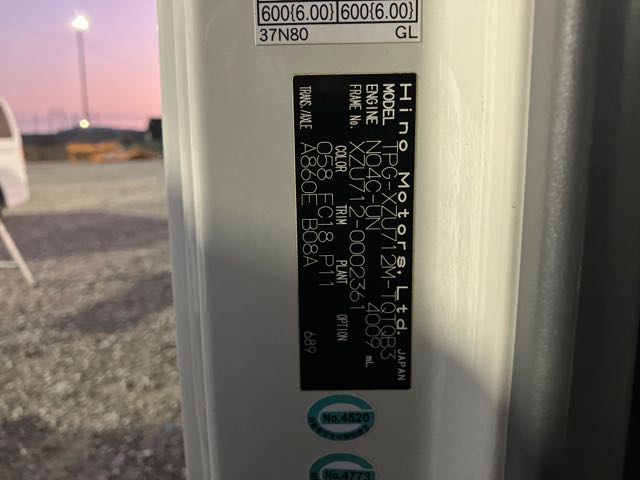 600{6.00} 600{6.00}
37N80 GL
Hino Motors, Ltd. JAPAN
MODEL TPG-XZU712M-TQTQB3
ENGINE N04C-UN 4009 mL
FRAME No. XZU712-0002361
COLOR TRIM PLANT OPTION
058 FC18 P11
TRANS./AXLE A860E B08A 689
No.4520
No.4773